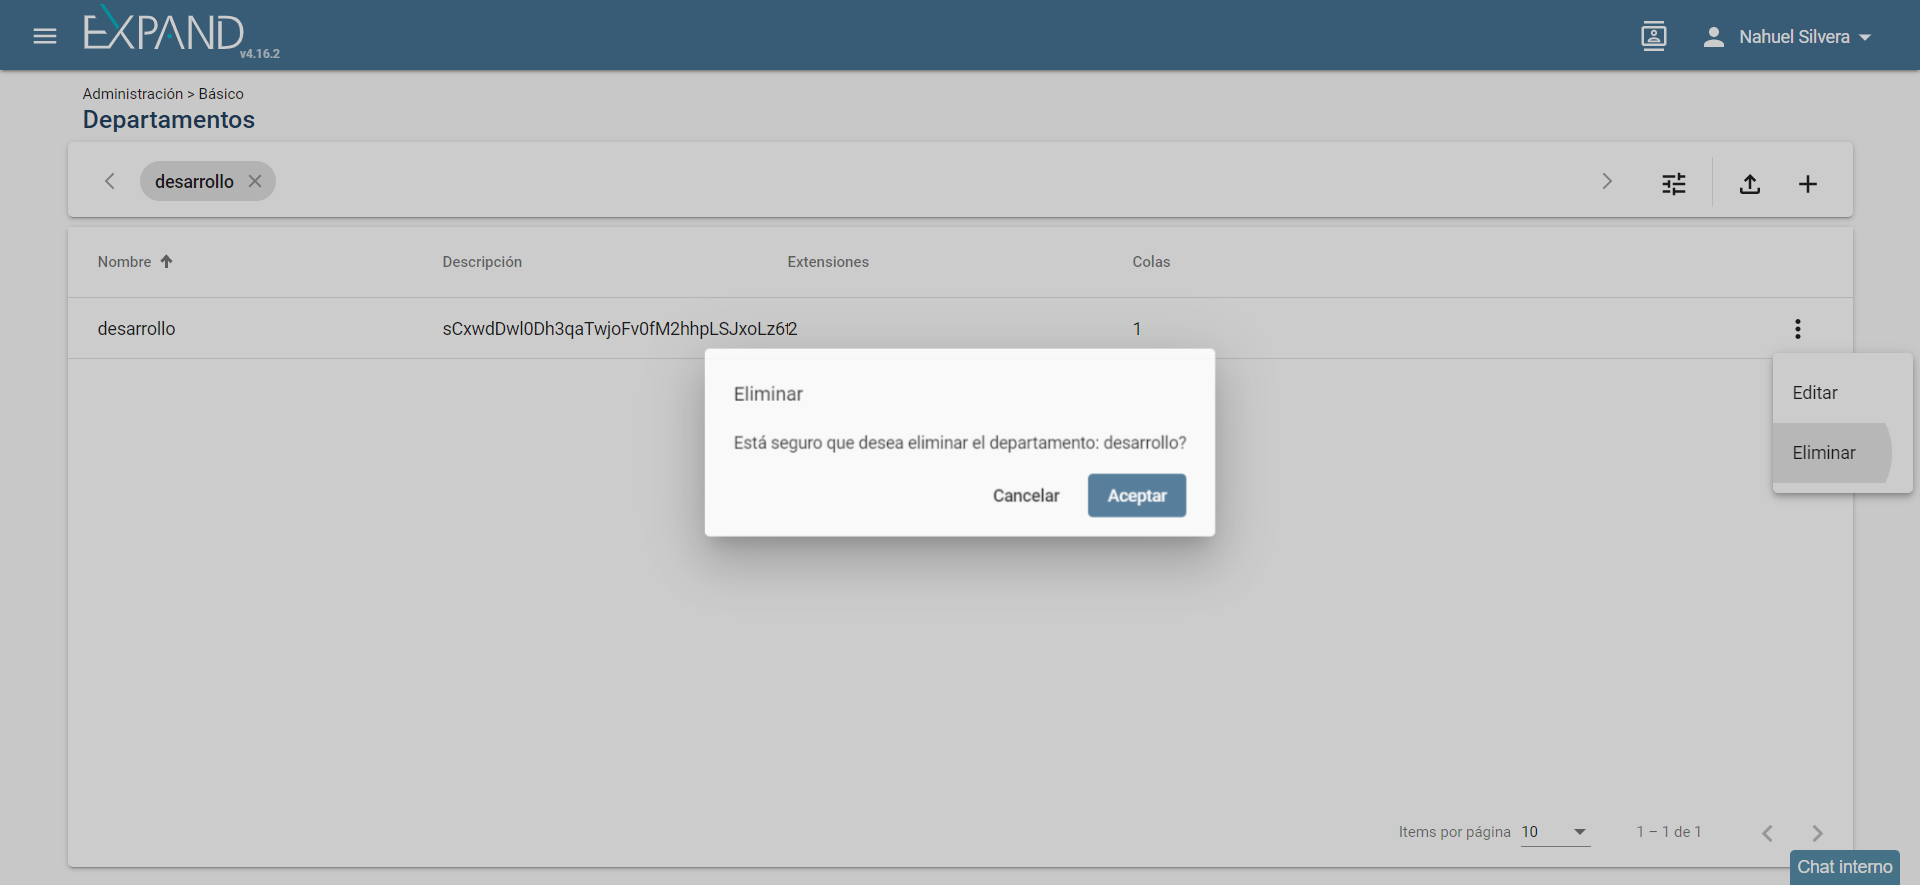 EXPAND
v4.16.2
Nahuel Silvera
Administración > Básico
Departamentos
desarrollo
Nombre Descripción Extensiones Colas
desarrollo sCxwdDwl0Dh3qaTwjoFv0fM2hhpLSJxoLz6f2 1
Eliminar
Está seguro que desea eliminar el departamento: desarrollo?
Cancelar Aceptar
Editar
Eliminar
Items por página 10 1 – 1 de 1
Chat interno